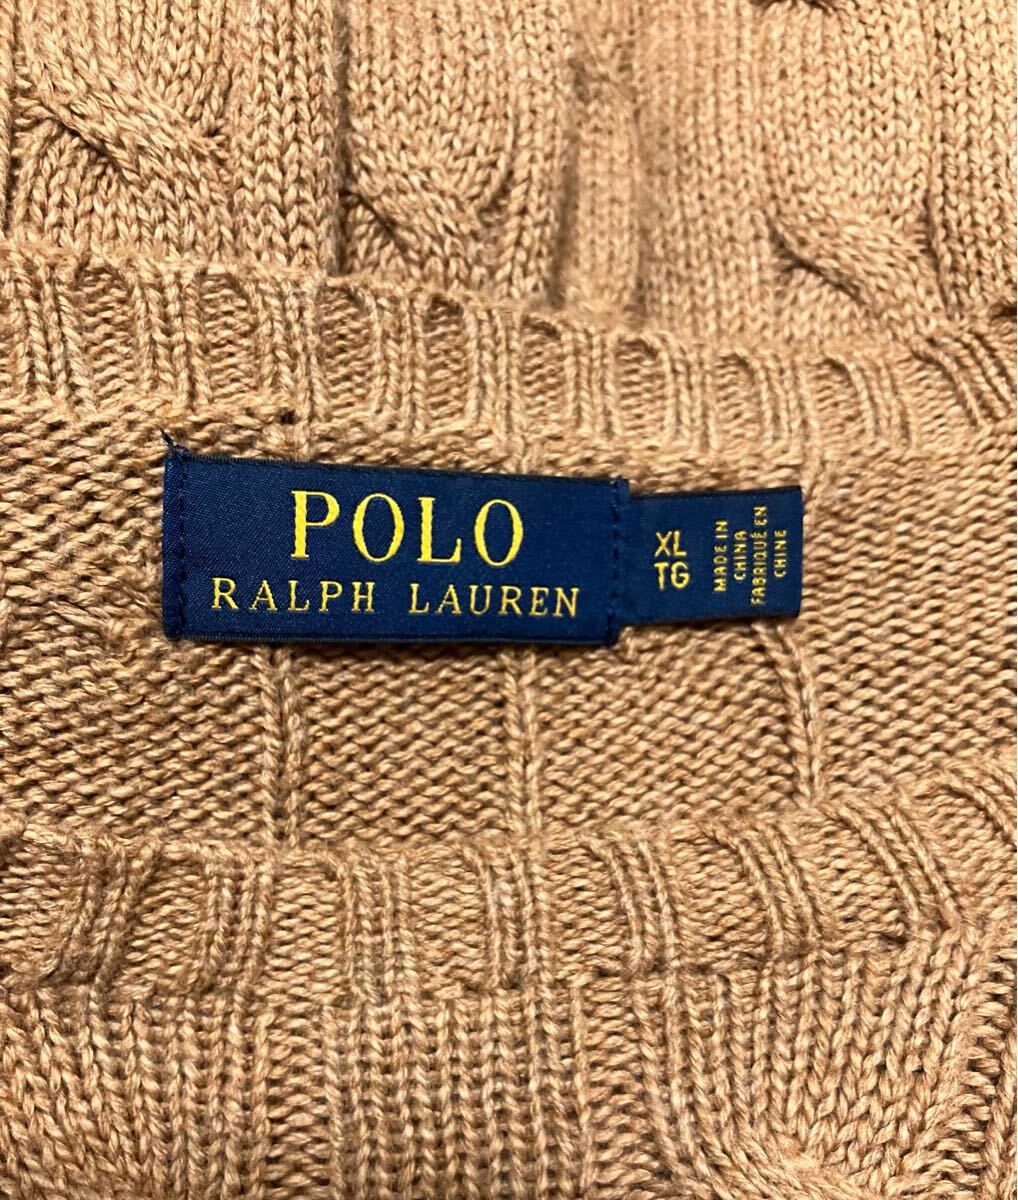 POLO
RALPH LAUREN
XL
TG
MADE IN
CHINA
FABRIQUÉ EN
CHINE